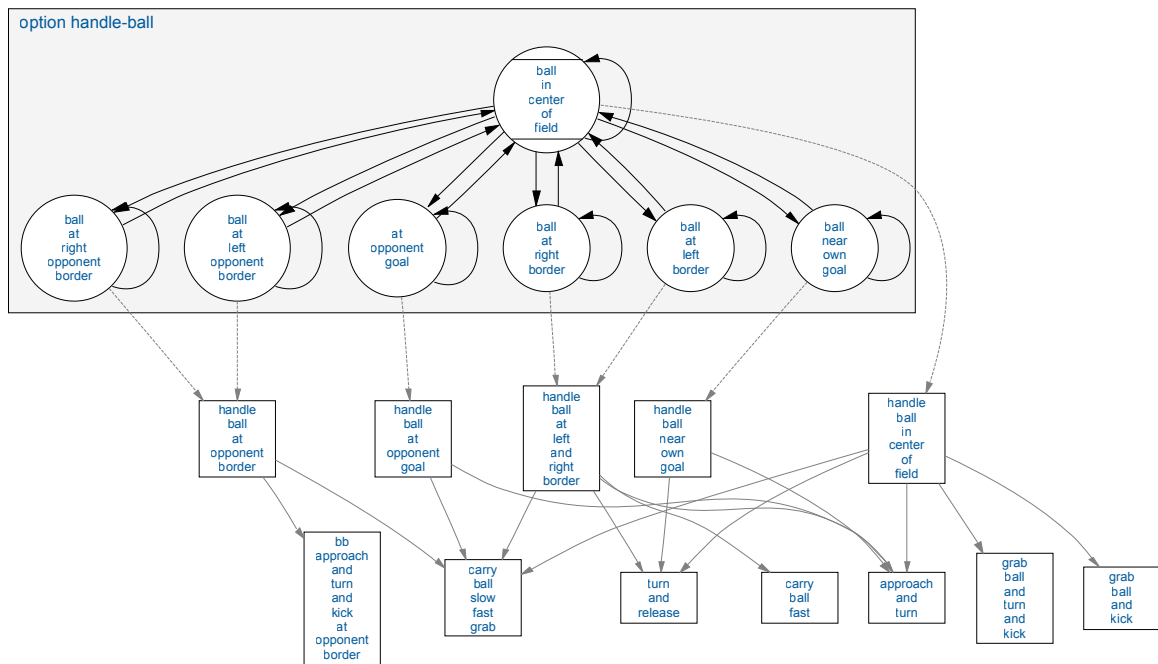 option handle-ball
ball
in
center
of
field
ball
at
right
opponent
border
ball
at
left
opponent
border
at
opponent
goal
ball
at
right
border
ball
at
left
border
ball
near
own
goal
handle
ball
at
opponent
border
handle
ball
at
opponent
goal
handle
ball
at
left
and
right
border
handle
ball
near
own
goal
handle
ball
in
center
of
field
bb
approach
and
turn
and
kick
at
opponent
border
carry
ball
slow
fast
grab
turn
and
release
carry
ball
fast
approach
and
turn
grab
ball
and
turn
and
kick
grab
ball
and
kick